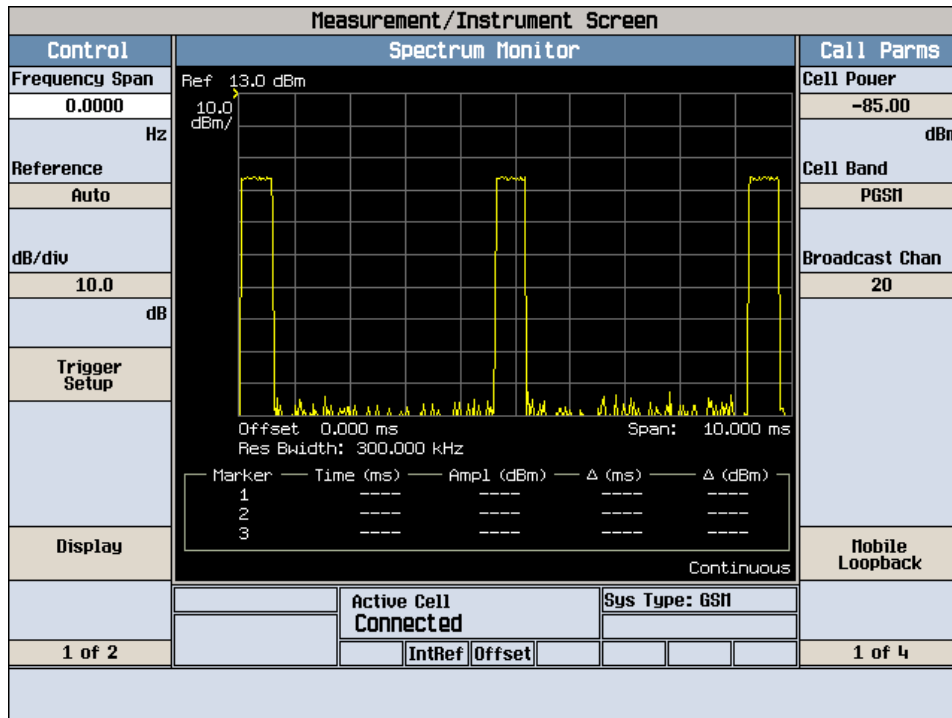 Measurement/Instrument Screen
Control
Frequency Span
0.0000
Hz
Reference
Auto
dB/div
10.0
dB
Trigger
Setup
Display
1 of 2
Spectrum Monitor
Ref 13.0 dBm
10.0
dBm/
Offset 0.000 ms Span: 10.000 ms
Res Bwidth: 300.000 kHz
Marker Time (ms) Ampl (dBm) Δ (ms) Δ (dBm)
1 ---- ---- ---- ----
2 ---- ---- ---- ----
3 ---- ---- ---- ----
Continuous
Active Cell
Connected
Sys Type: GSM
IntRef Offset
Call Parms
Cell Power
-85.00
dBm
Cell Band
PGSM
Broadcast Chan
20
Mobile
Loopback
1 of 4